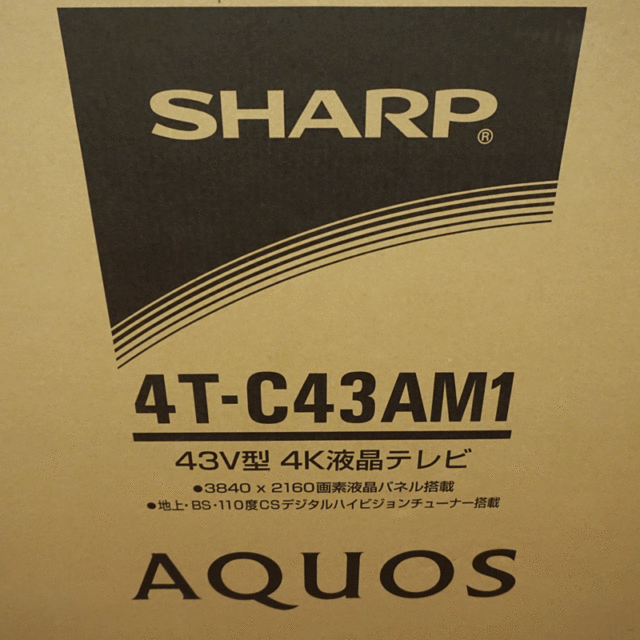 SHARP®
4T-C43AM1
43V型 4K液晶テレビ
●3840 x 2160画素液晶パネル搭載
●地上・BS・110度CSデジタルハイビジョンチューナー搭載
AQUOS